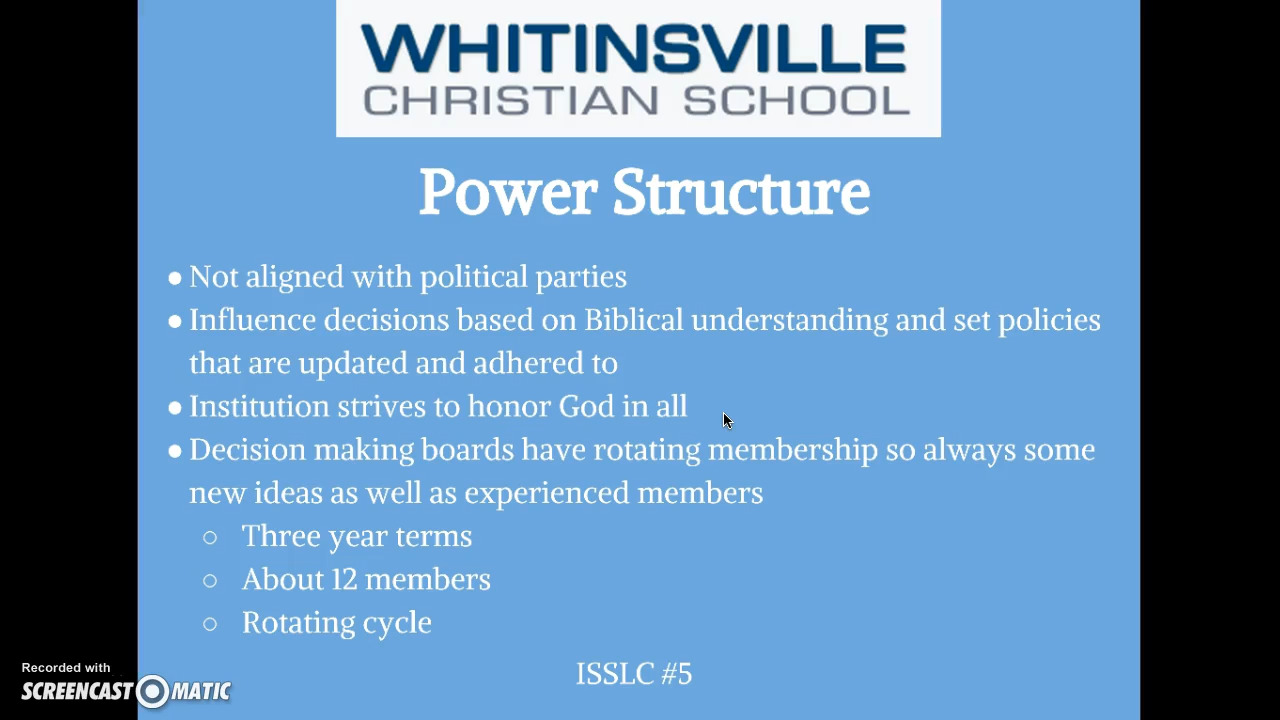 WHITINSVILLE
CHRISTIAN SCHOOL
Power Structure
● Not aligned with political parties
● Influence decisions based on Biblical understanding and set policies
that are updated and adhered to
● Institution strives to honor God in all
● Decision making boards have rotating membership so always some
new ideas as well as experienced members
○ Three year terms
○ About 12 members
○ Rotating cycle
ISSLC #5
Recorded with
SCREENCAST MATIC